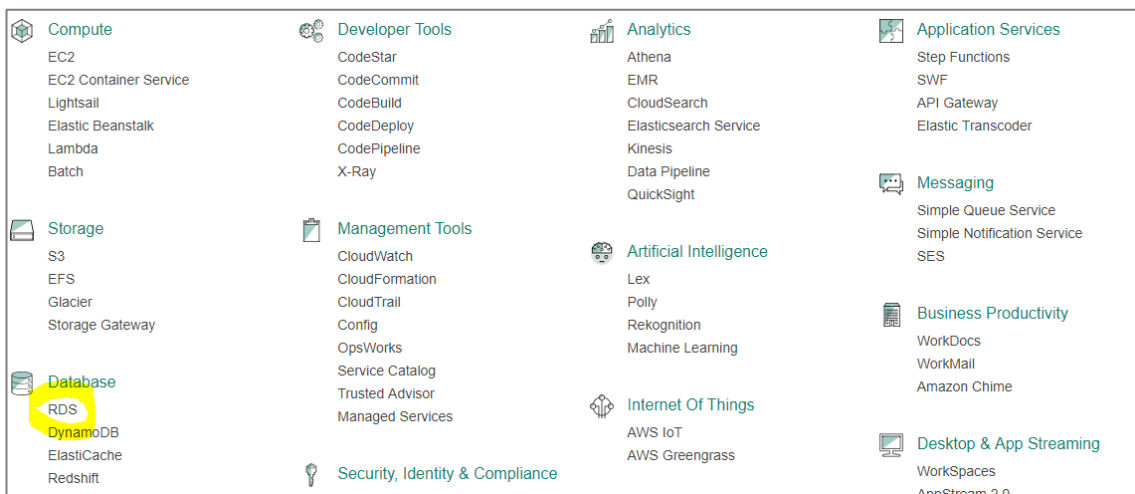 Compute
EC2
EC2 Container Service
Lightsail
Elastic Beanstalk
Lambda
Batch
Storage
S3
EFS
Glacier
Storage Gateway
Database
RDS
DynamoDB
ElastiCache
Redshift
Developer Tools
CodeStar
CodeCommit
CodeBuild
CodeDeploy
CodePipeline
X-Ray
Management Tools
CloudWatch
CloudFormation
CloudTrail
Config
OpsWorks
Service Catalog
Trusted Advisor
Managed Services
Security, Identity & Compliance
Analytics
Athena
EMR
CloudSearch
Elasticsearch Service
Kinesis
Data Pipeline
QuickSight
Artificial Intelligence
Lex
Polly
Rekognition
Machine Learning
Internet Of Things
AWS IoT
AWS Greengrass
Application Services
Step Functions
SWF
API Gateway
Elastic Transcoder
Messaging
Simple Queue Service
Simple Notification Service
SES
Business Productivity
WorkDocs
WorkMail
Amazon Chime
Desktop & App Streaming
WorkSpaces
AppStream 2.0